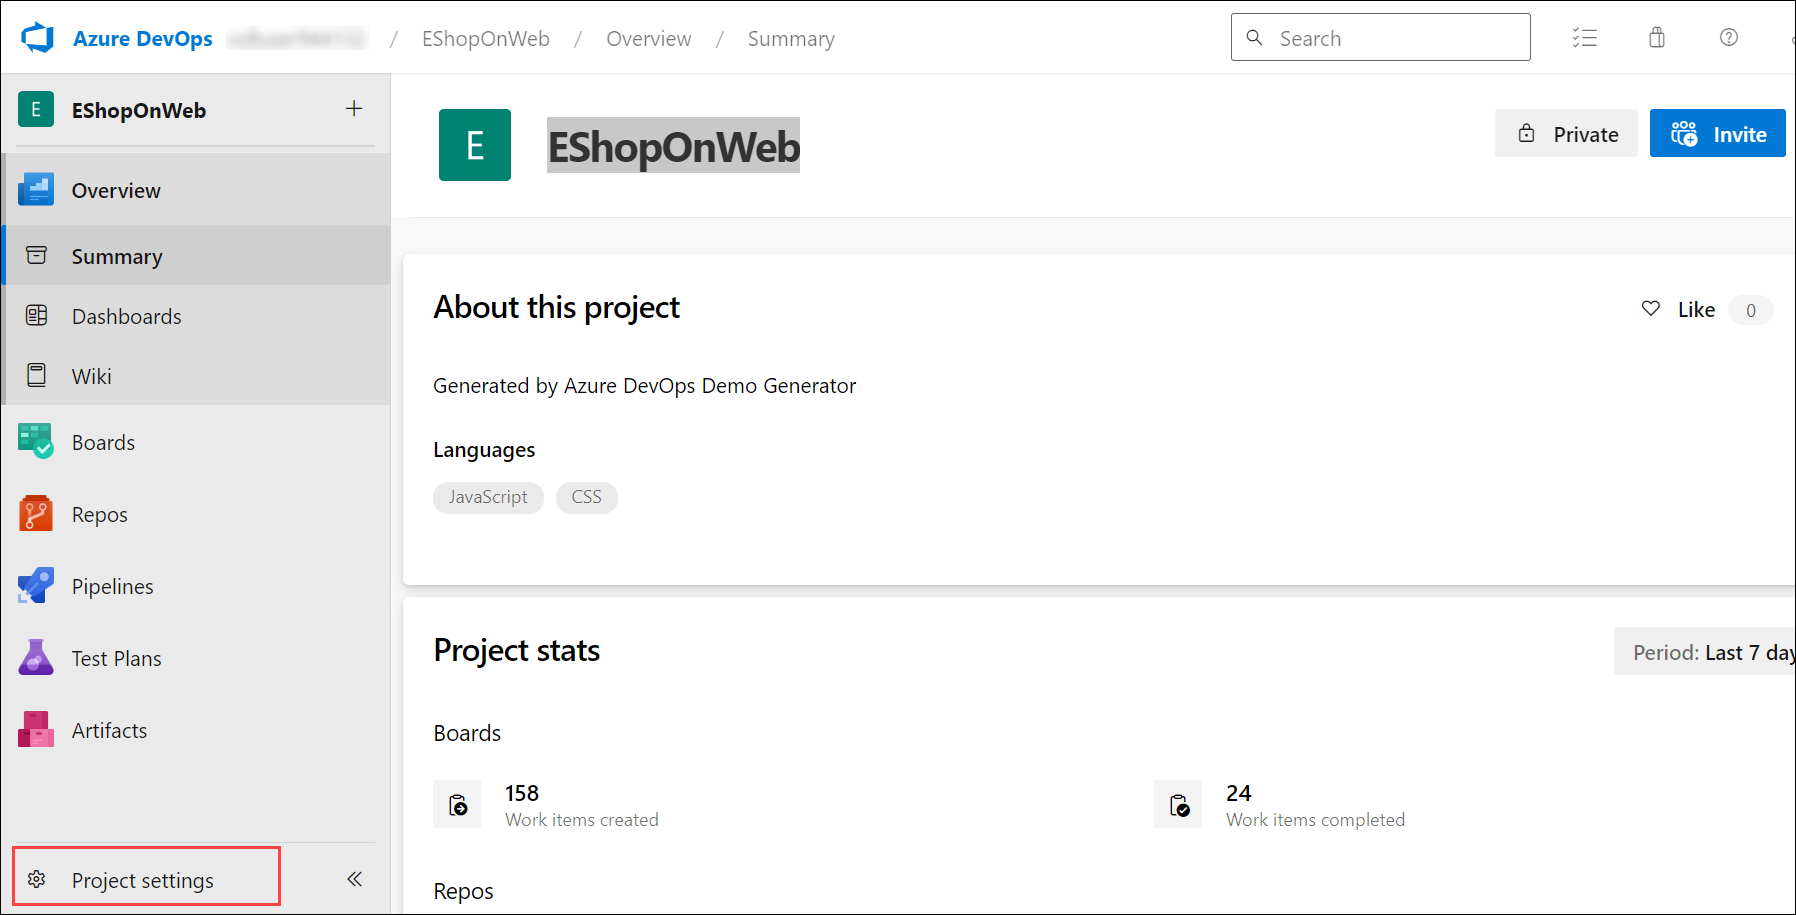 Azure DevOps / EShopOnWeb / Overview / Summary
Search
E EShopOnWeb +
Overview
Summary
Dashboards
Wiki
Boards
Repos
Pipelines
Test Plans
Artifacts
Project settings
E EShopOnWeb
Private
Invite
About this project
Like 0
Generated by Azure DevOps Demo Generator
Languages
JavaScript CSS
Project stats
Period: Last 7 day
Boards
158
Work items created
24
Work items completed
Repos